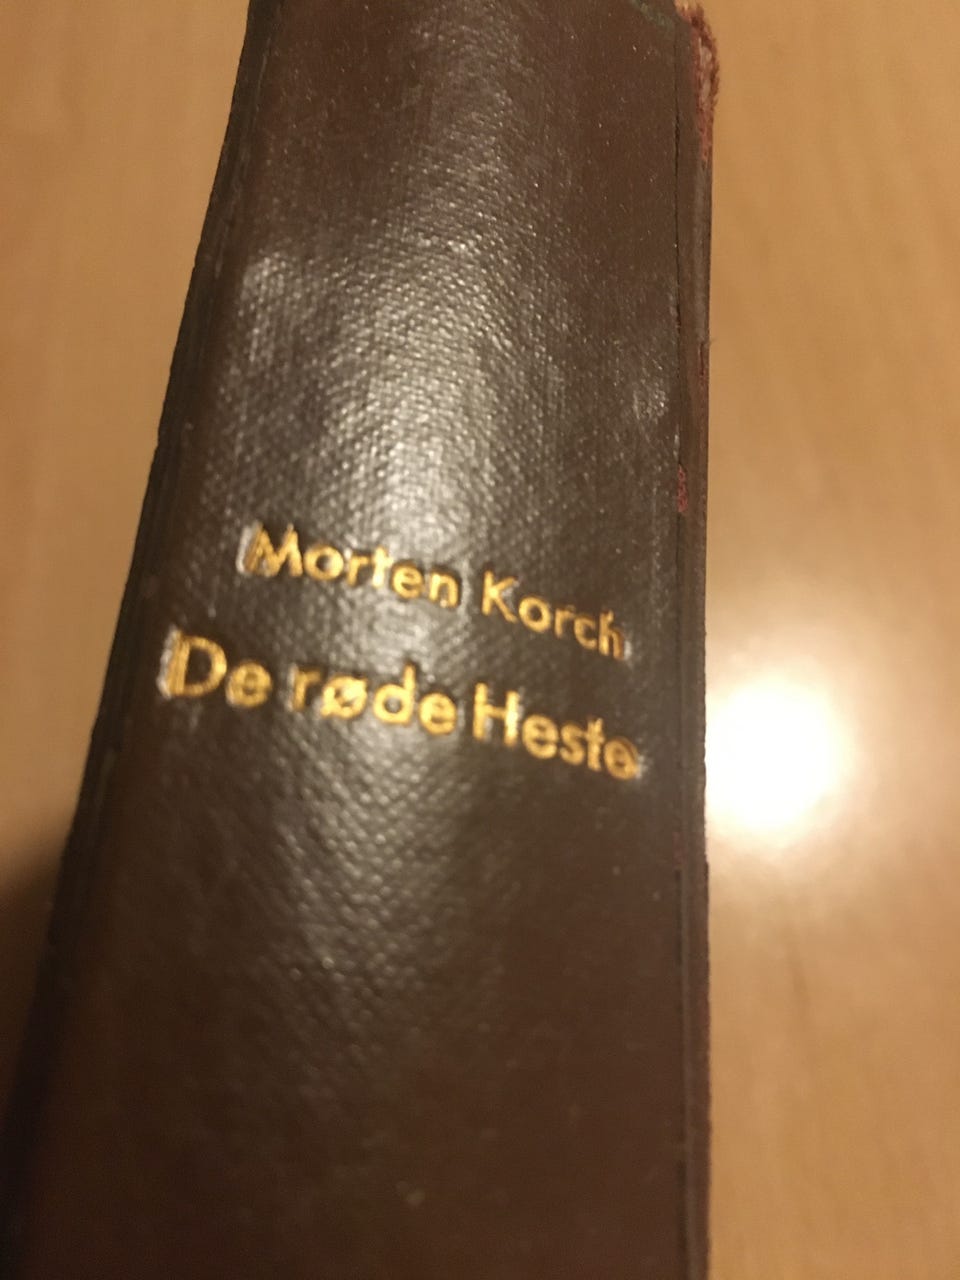 Morten Korch
De røde Heste